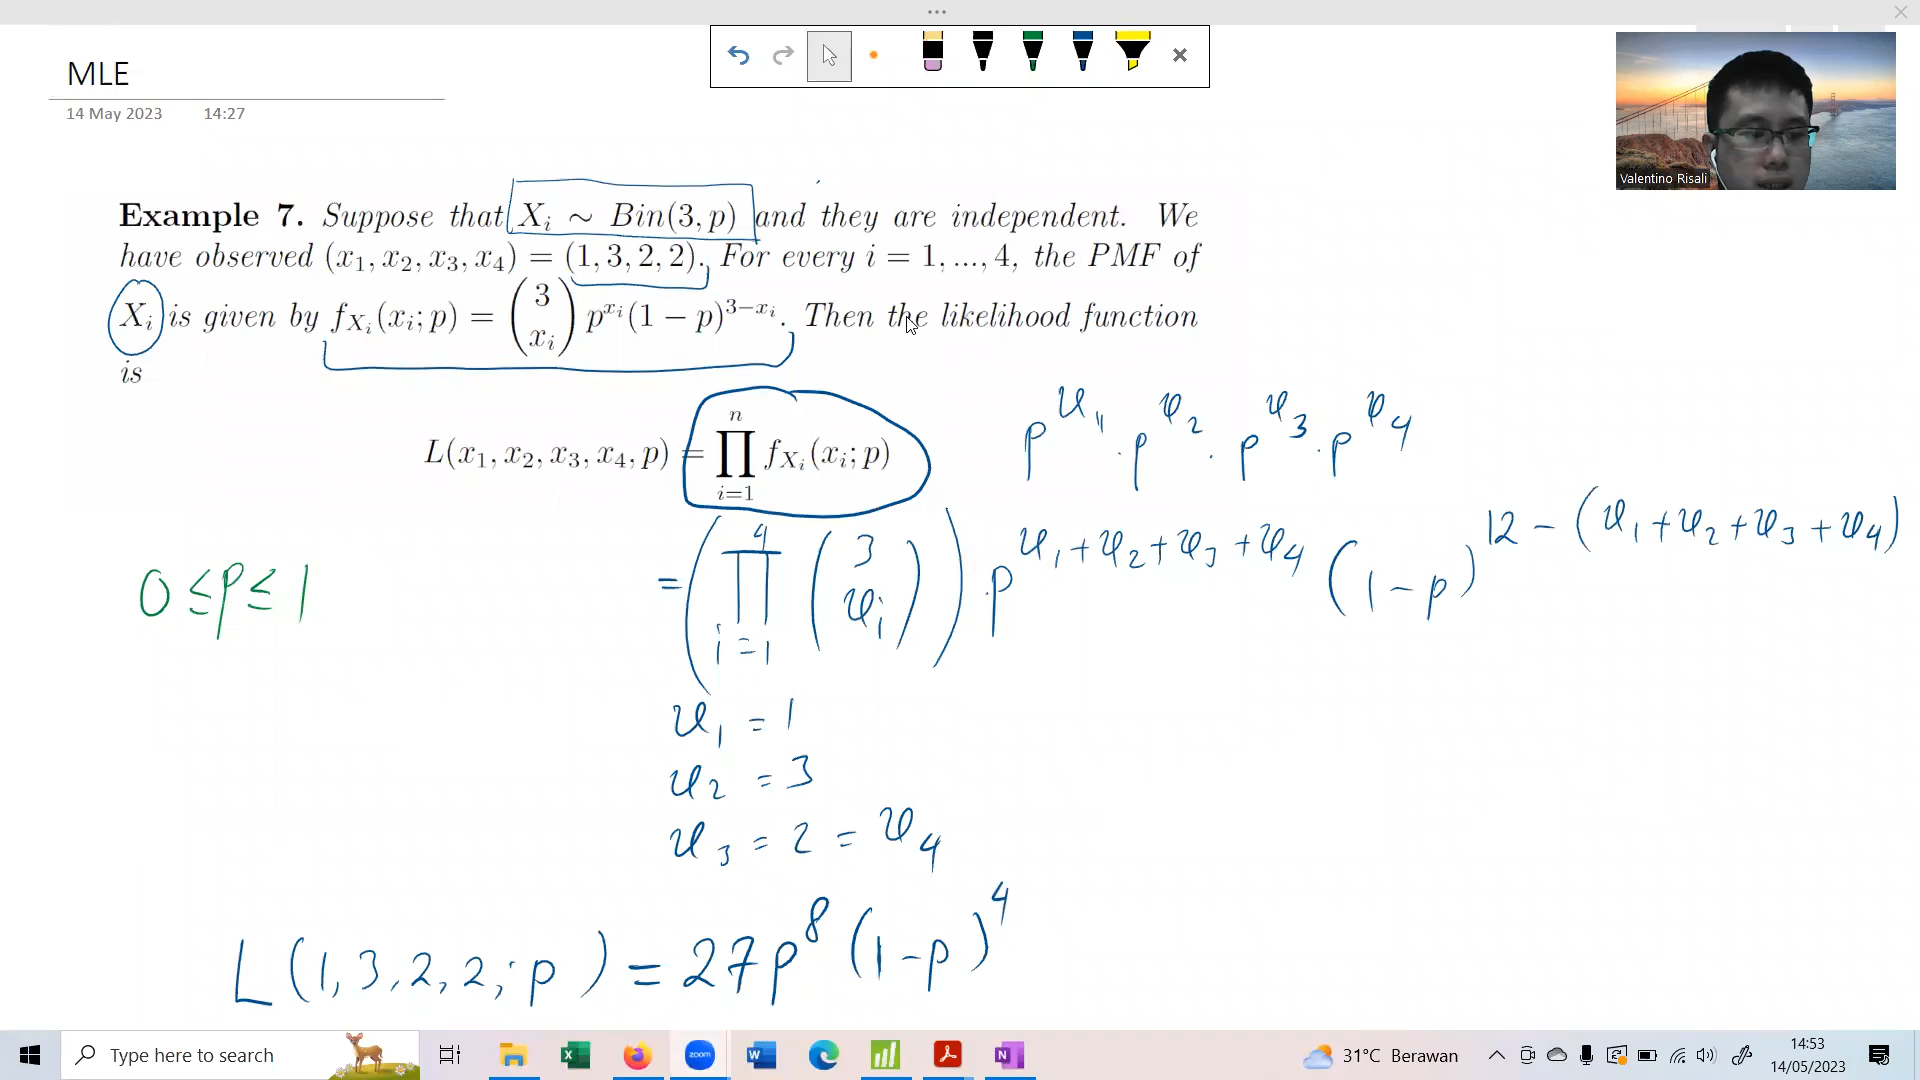 MLE
14 May 2023 14:27
Valentino Risali
Example 7. Suppose that X_i ∼ Bin(3, p) and they are independent. We
have observed (x_1, x_2, x_3, x_4) = (1, 3, 2, 2). For every i = 1, ..., 4, the PMF of
X_i is given by f_{X_i}(x_i; p) = \binom{3}{x_i} p^{x_i}(1 − p)^{3−x_i}. Then the likelihood function
is
L(x_1, x_2, x_3, x_4, p) = ∏_{i=1}^{n} f_{X_i}(x_i; p)
p^{x_1} · p^{x_2} · p^{x_3} · p^{x_4}
= (∏_{i=1}^{4} \binom{3}{x_i}) · p^{x_1+x_2+x_3+x_4} (1−p)^{12−(x_1+x_2+x_3+x_4)}
0 ≤ p ≤ 1
x_1 = 1
x_2 = 3
x_3 = 2 = x_4
L(1,3,2,2; p) = 27p^8 (1−p)^4
Type here to search
zoom
31°C Berawan
14:53
14/05/2023